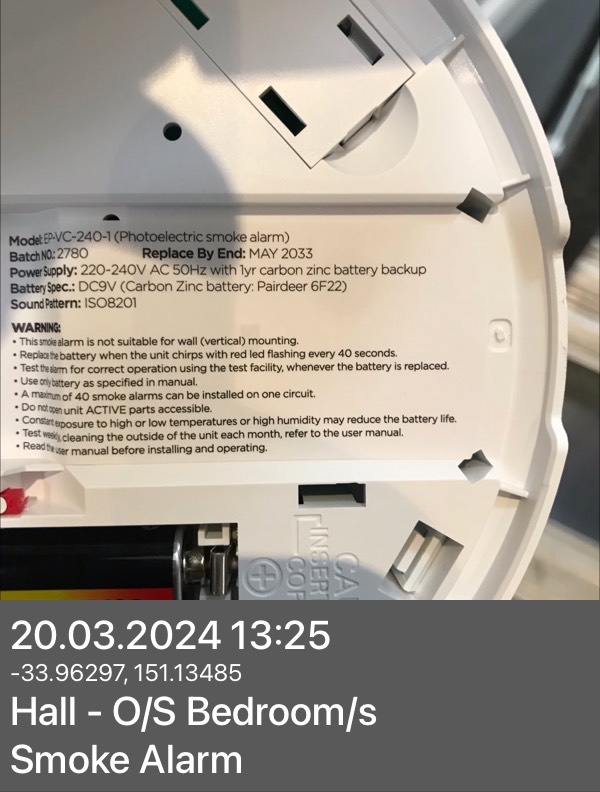 Model: EP-VC-240-1 (Photoelectric smoke alarm)
Batch NO.: 2780 Replace By End: MAY 2033
Power Supply: 220-240V AC 50Hz with 1yr carbon zinc battery backup
Battery Spec.: DC9V (Carbon Zinc battery: Pairdeer 6F22)
Sound Pattern: ISO8201
WARNING:
• This smoke alarm is not suitable for wall (vertical) mounting.
• Replace the battery when the unit chirps with red led flashing every 40 seconds.
• Test the alarm for correct operation using the test facility, whenever the battery is replaced.
• Use only battery as specified in manual.
• A maximum of 40 smoke alarms can be installed on one circuit.
• Do not open unit ACTIVE parts accessible.
• Constant exposure to high or low temperatures or high humidity may reduce the battery life.
• Test weekly, cleaning the outside of the unit each month, refer to the user manual.
• Read the user manual before installing and operating.
20.03.2024 13:25
-33.96297, 151.13485
Hall - O/S Bedroom/s
Smoke Alarm